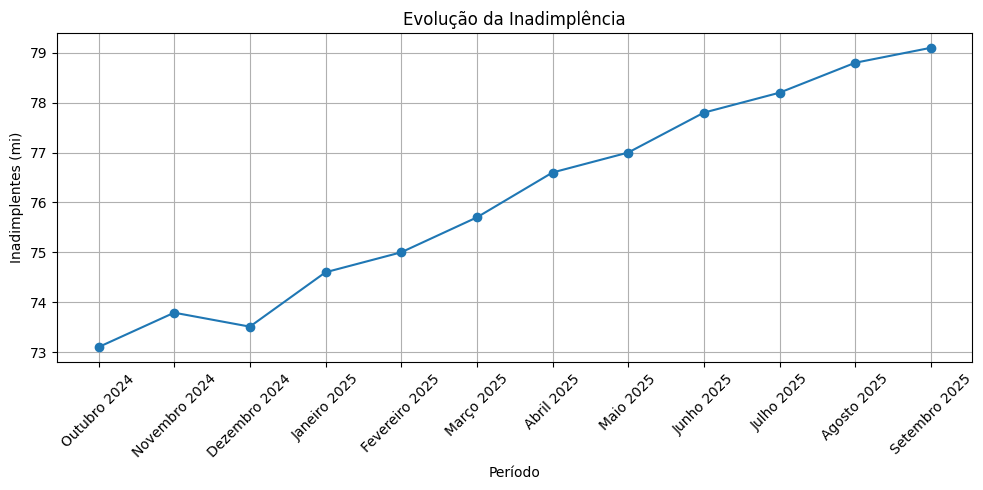 Evolução da Inadimplência
Inadimplentes (mi)
79
78
77
76
75
74
73
Outubro 2024
Novembro 2024
Dezembro 2024
Janeiro 2025
Fevereiro 2025
Março 2025
Abril 2025
Maio 2025
Junho 2025
Julho 2025
Agosto 2025
Setembro 2025
Período